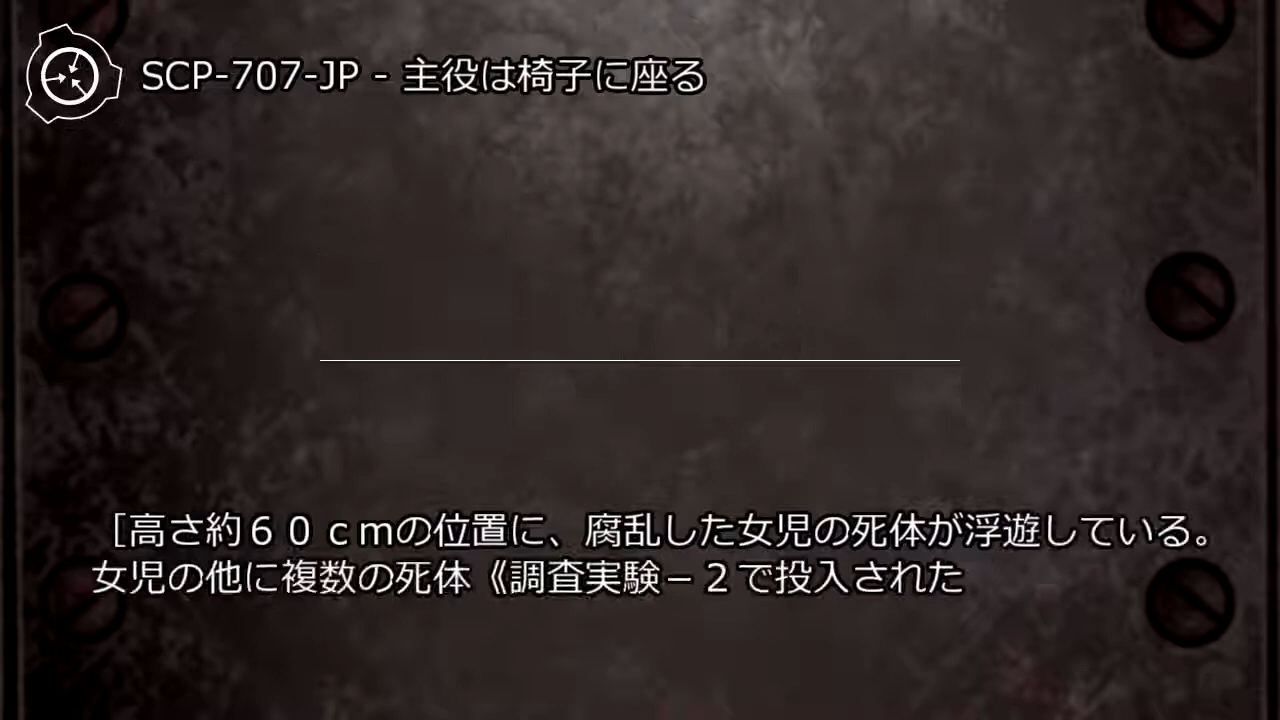 SCP-707-JP - 主役は椅子に座る
［高さ約６０ｃｍの位置に、腐乱した女児の死体が浮遊している。
女児の他に複数の死体《調査実験－２で投入された